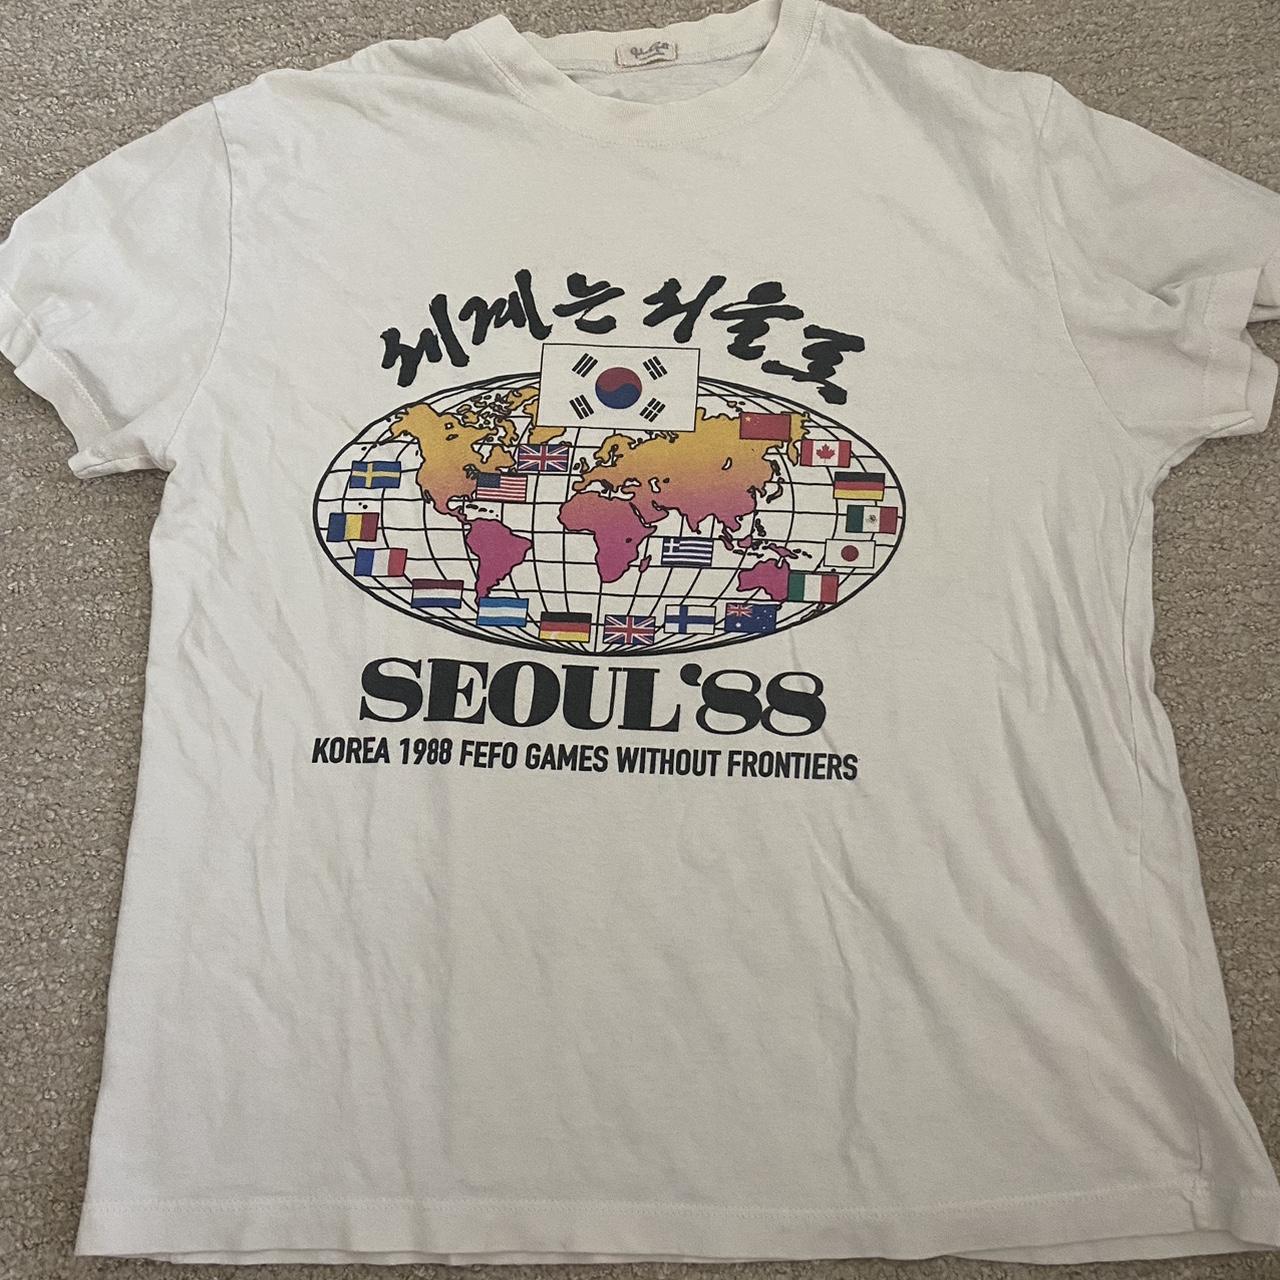 세계는 서울로
SEOUL '88
KOREA 1988 FEFO GAMES WITHOUT FRONTIERS